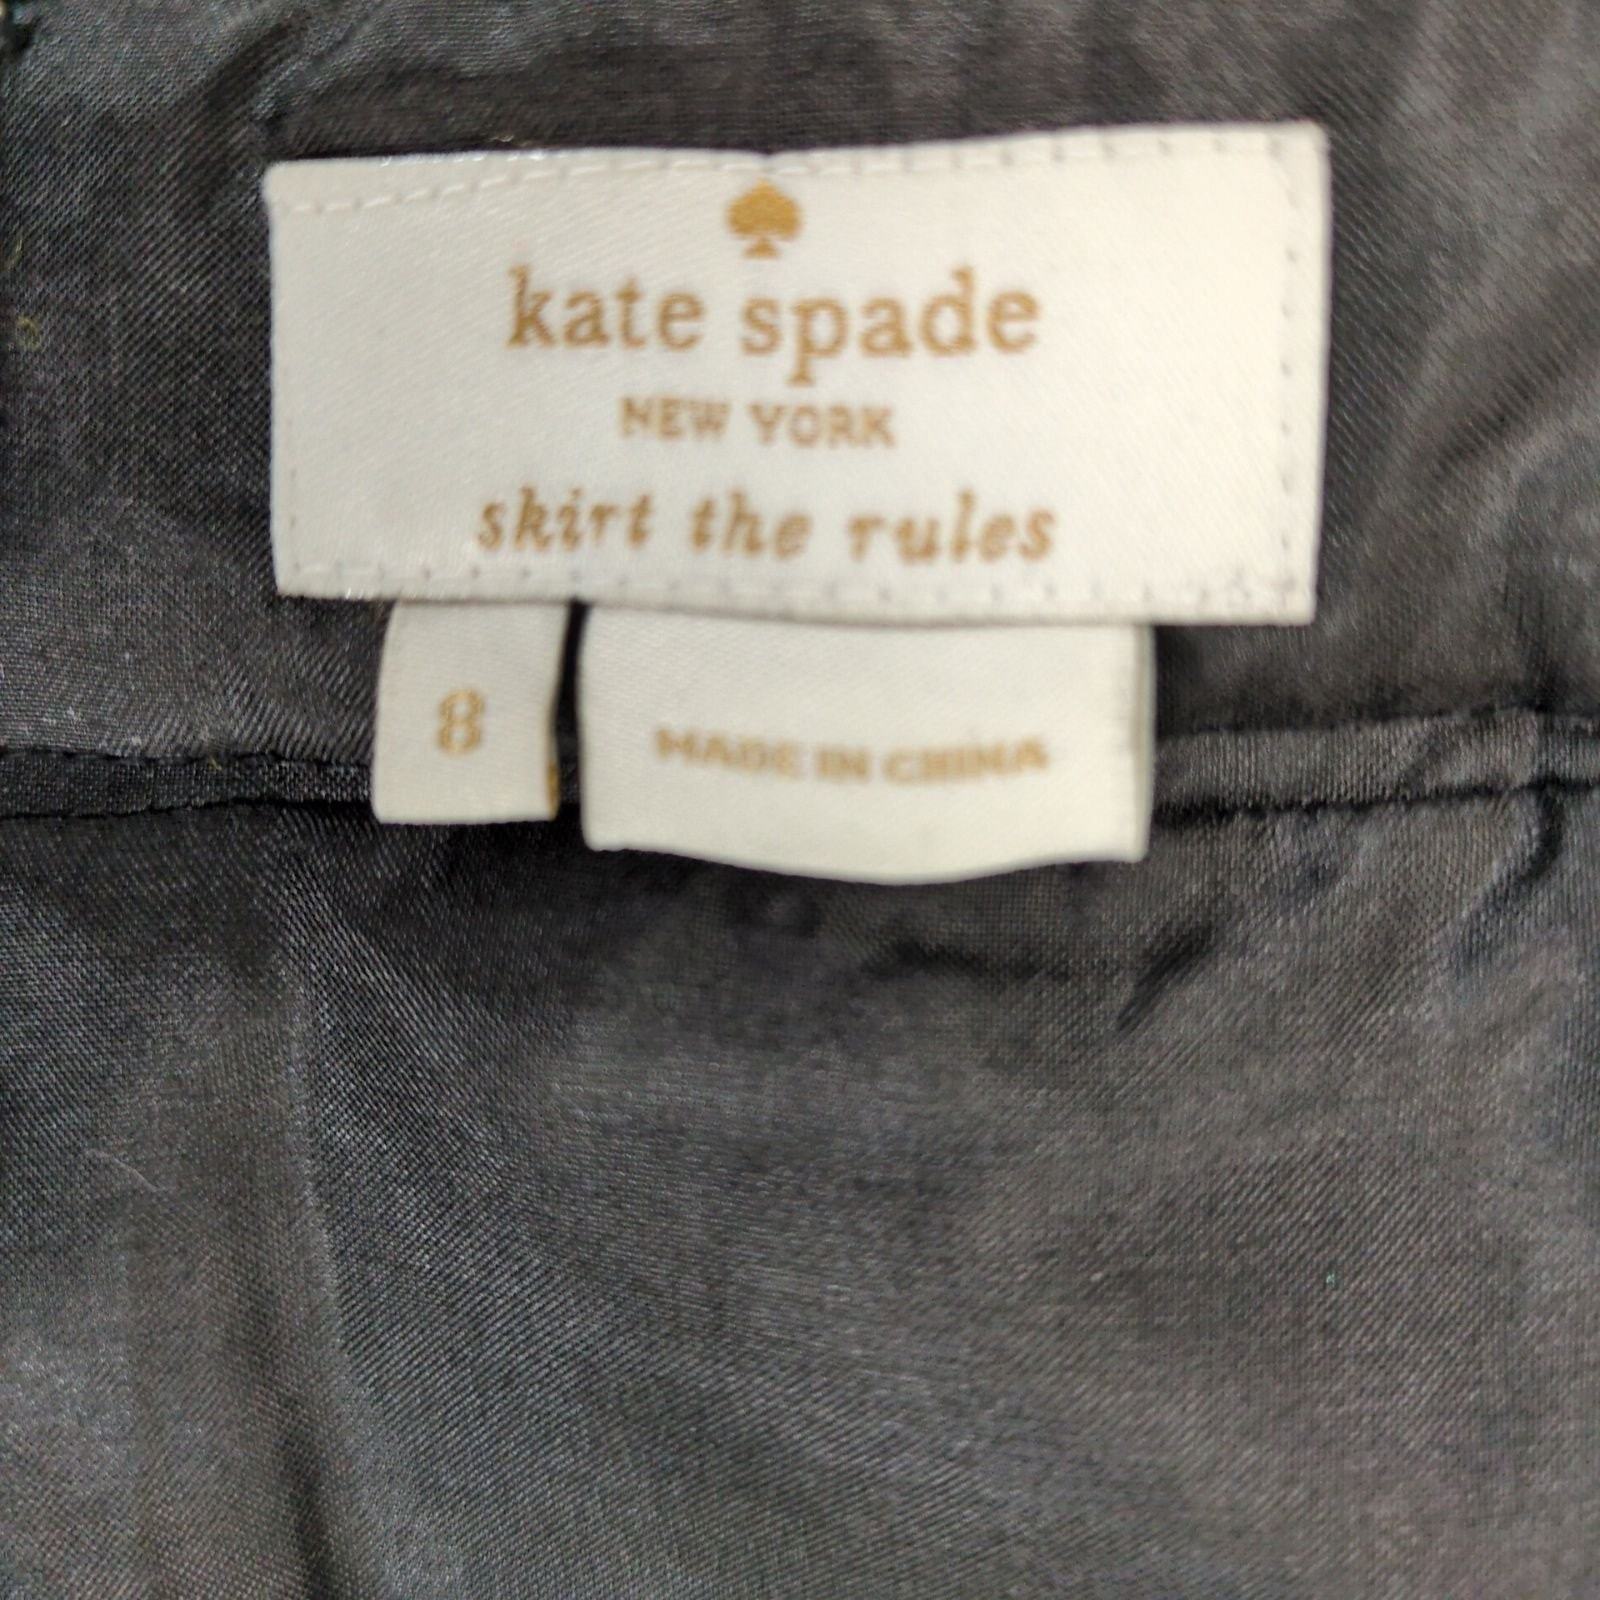 kate spade
NEW YORK
skirt the rules
8
MADE IN CHINA